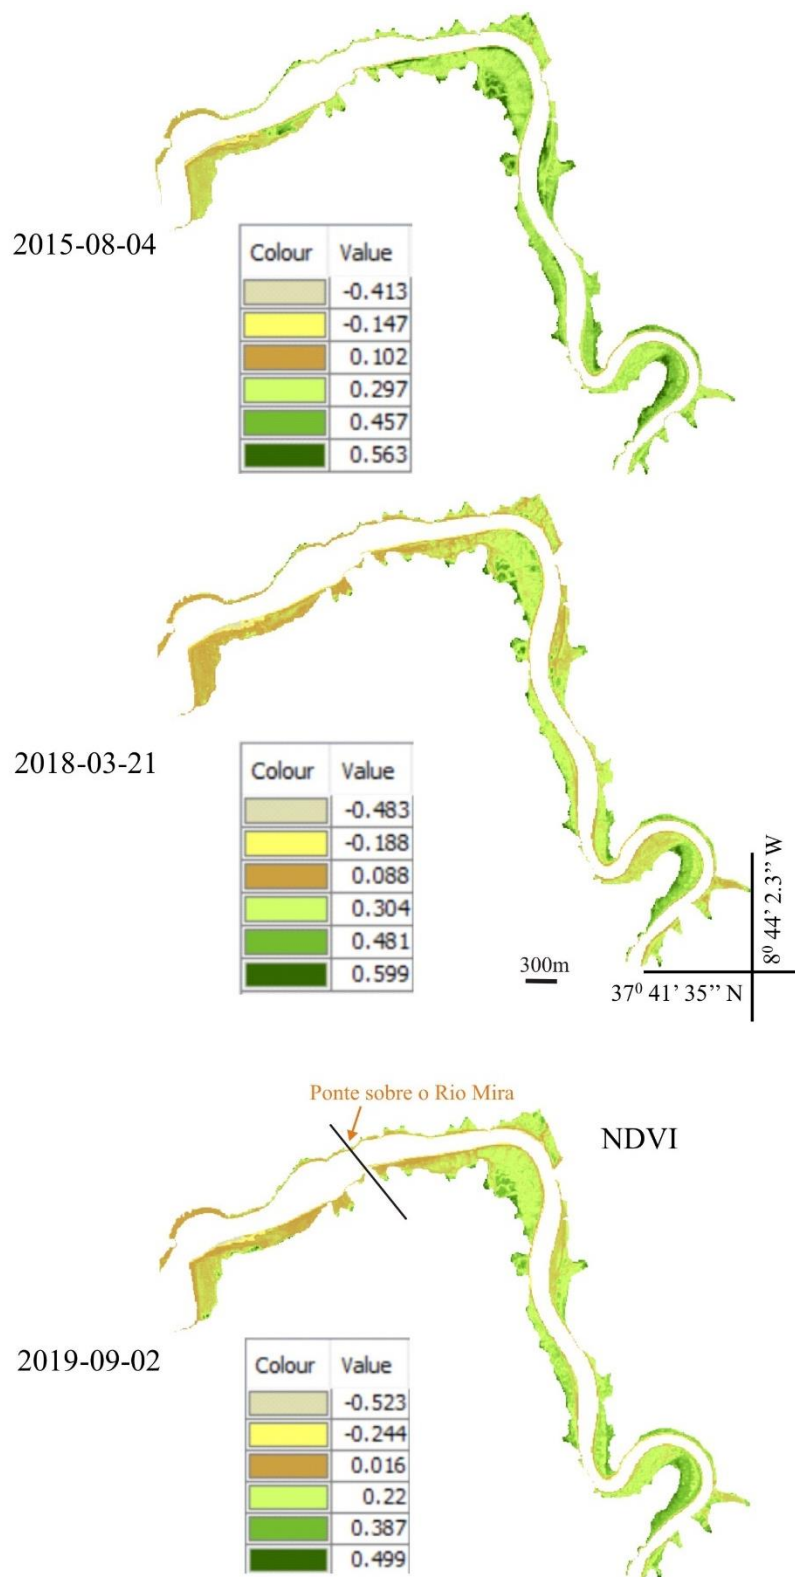 2015-08-04
Colour Value
-0.413
-0.147
0.102
0.297
0.457
0.563
2018-03-21
Colour Value
-0.483
-0.188
0.088
0.304
0.481
0.599
300m
37⁰ 41’ 35” N
8⁰ 44’ 2.3” W
Ponte sobre o Rio Mira
NDVI
2019-09-02
Colour Value
-0.523
-0.244
0.016
0.22
0.387
0.499